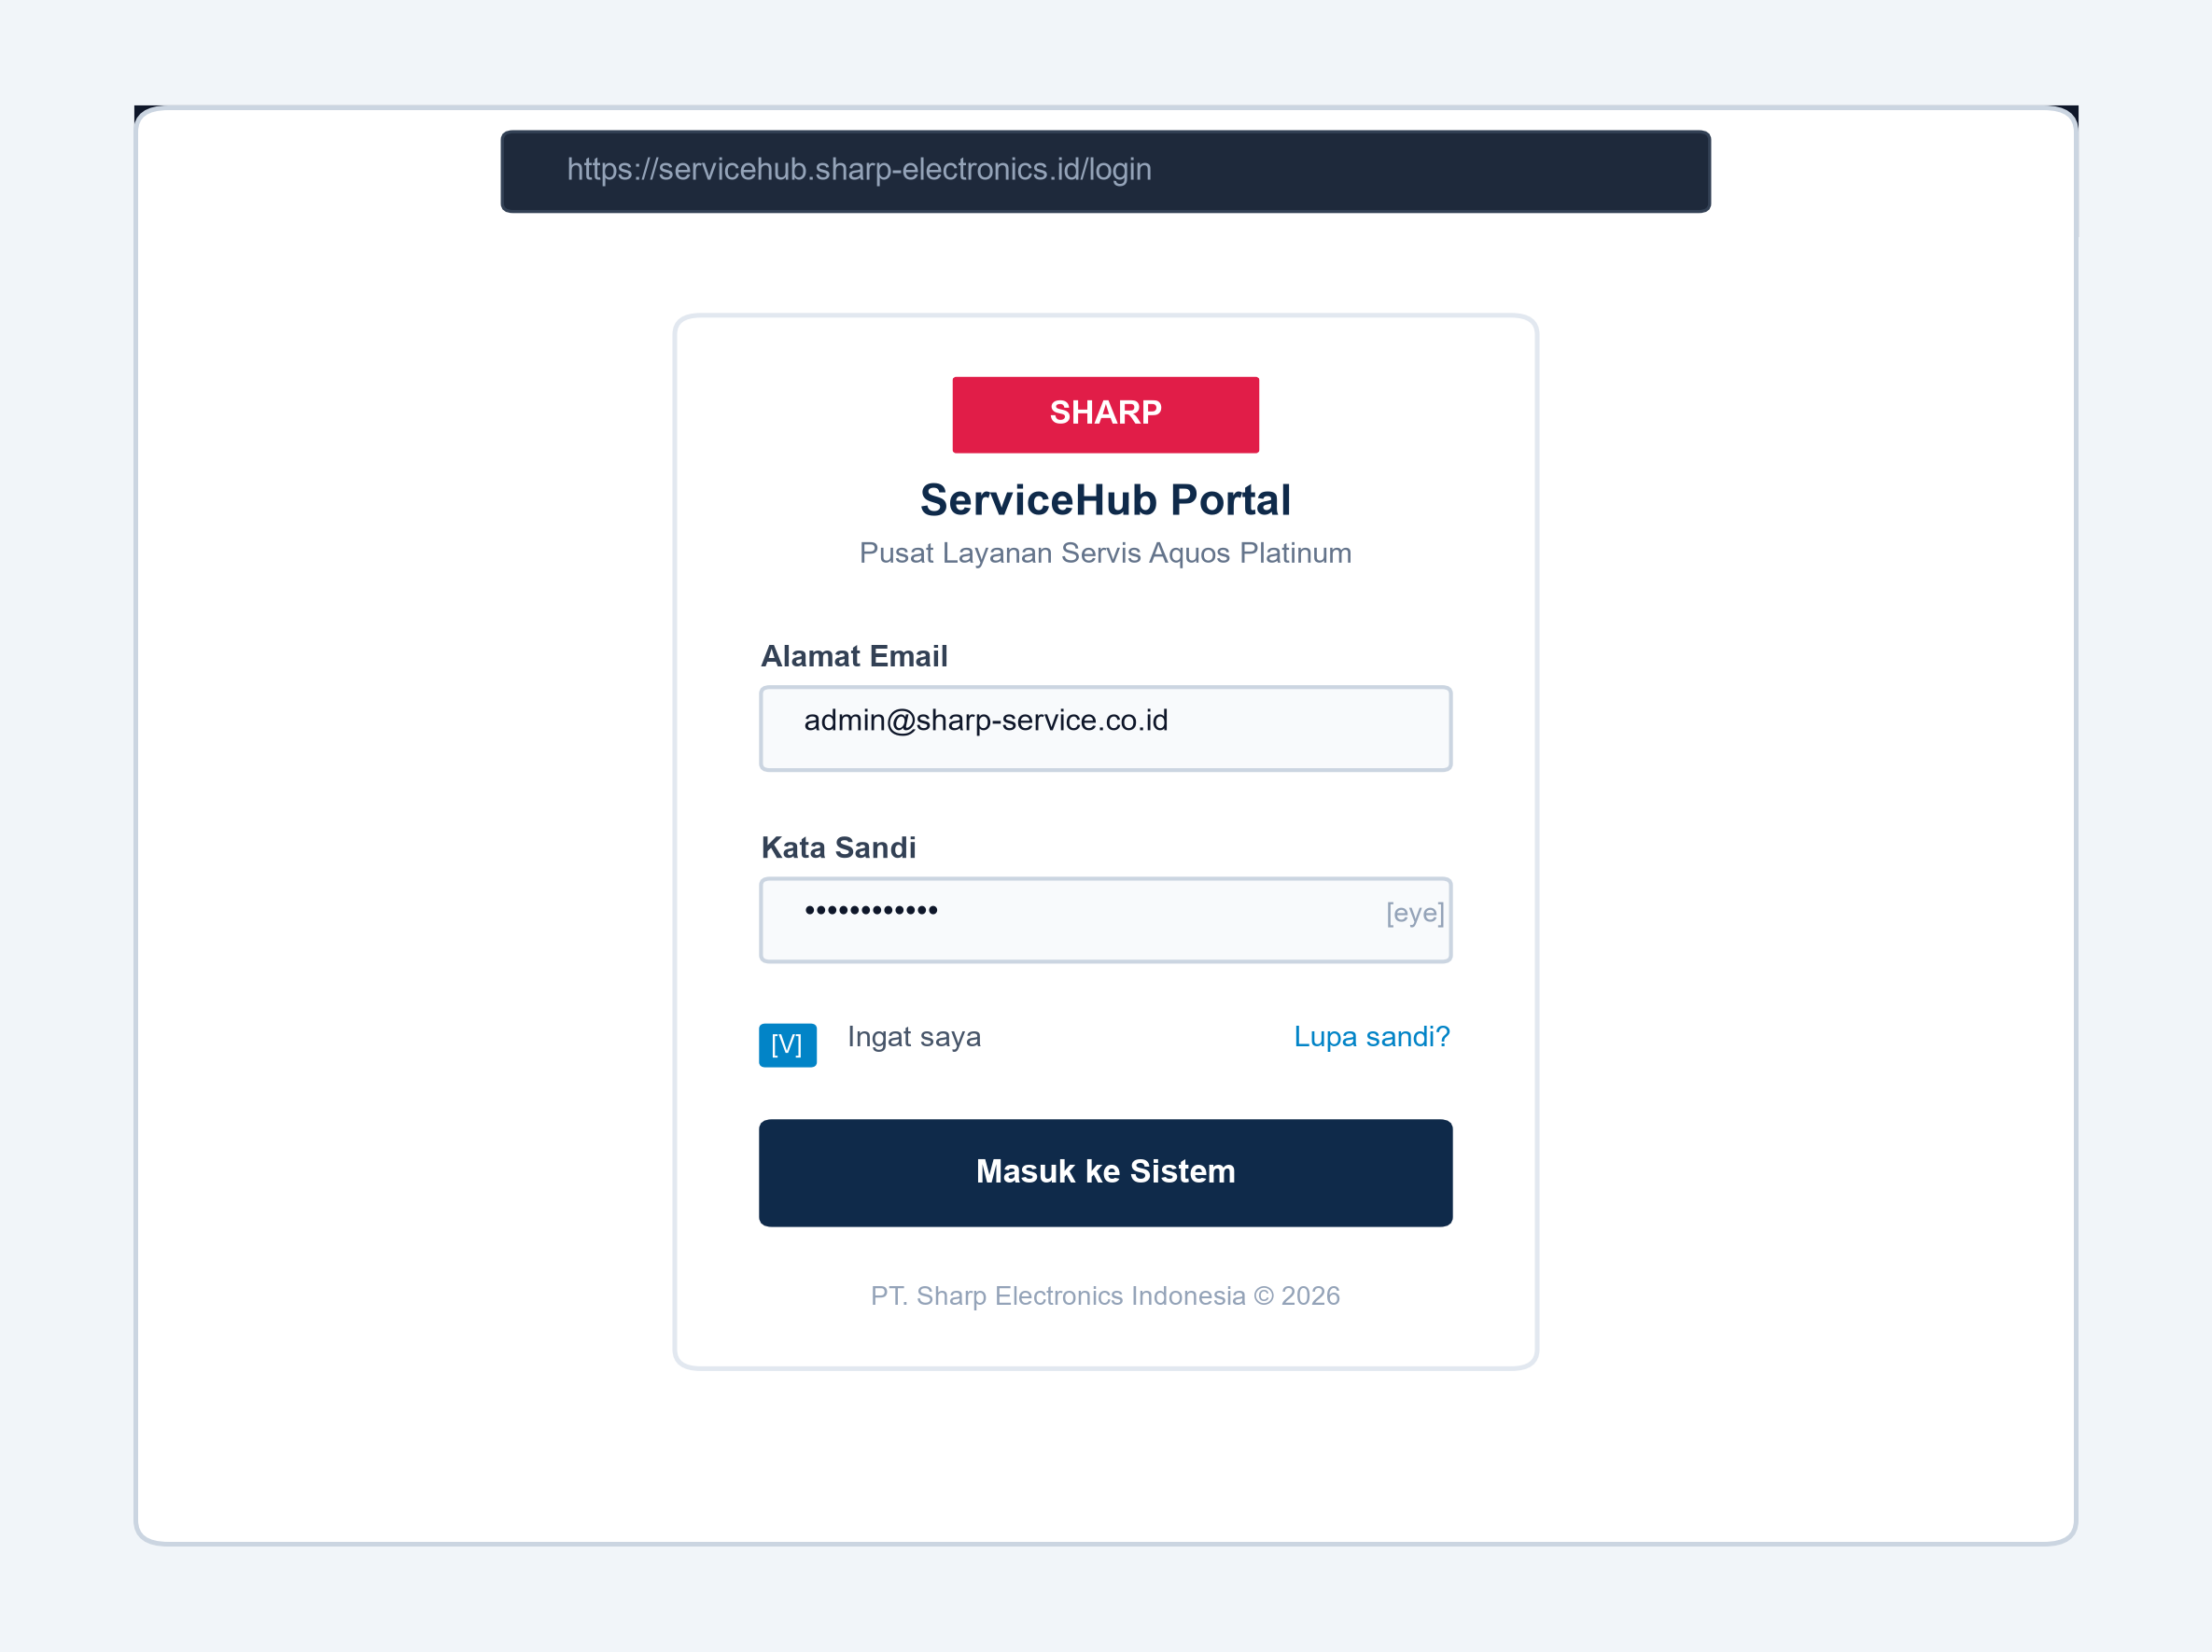 https://servicehub.sharp-electronics.id/login
SHARP
ServiceHub Portal
Pusat Layanan Servis Aquos Platinum
Alamat Email
admin@sharp-service.co.id
Kata Sandi
••••••••••••
[eye]
[V] Ingat saya Lupa sandi?
Masuk ke Sistem
PT. Sharp Electronics Indonesia © 2026